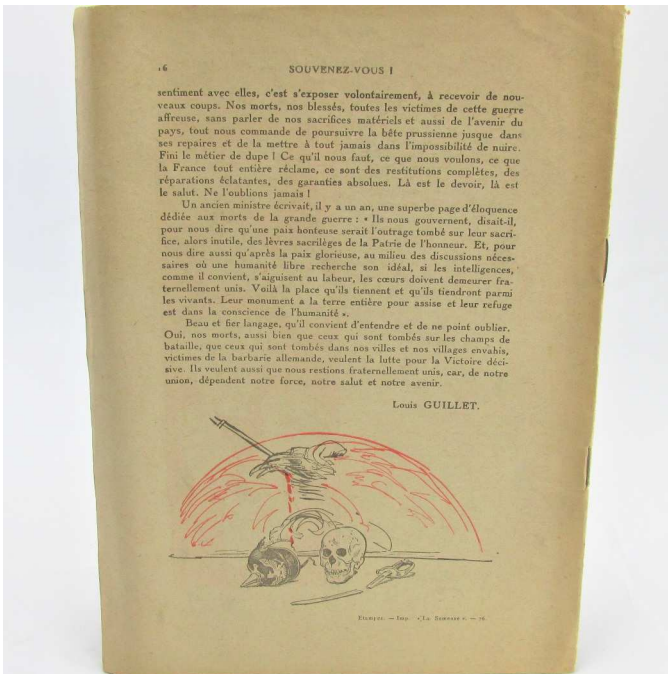 16 SOUVENEZ-VOUS !
sentiment avec elles, c'est s'exposer volontairement, à recevoir de nou-
veaux coups. Nos morts, nos blessés, toutes les victimes de cette guerre
affreuse, sans parler de nos sacrifices matériels et aussi de l'avenir du
pays, tout nous commande de poursuivre la bête prussienne jusque dans
ses repaires et de la mettre à tout jamais dans l'impossibilité de nuire.
Fini le métier de dupe ! Ce qu'il nous faut, ce que nous voulons, ce que
la France tout entière réclame, ce sont des restitutions complètes, des
réparations éclatantes, des garanties absolues. Là est le devoir, là est
le salut. Ne l'oublions jamais !
Un ancien ministre écrivait, il y a un an, une superbe page d'éloquence
dédiée aux morts de la grande guerre : « Ils nous gouvernent, disait-il,
pour nous dire qu'une paix honteuse serait l'outrage tombé sur leur sacri-
fice, alors inutile, des lèvres sacrilèges de la Patrie de l'honneur. Et, pour
nous dire aussi qu'après la paix glorieuse, au milieu des discussions néces-
saires où une humanité libre recherche son idéal, si les intelligences,
comme il convient, s'aiguisent au labeur, les cœurs doivent demeurer fra-
ternellement unis. Voilà la place qu'ils tiennent et qu'ils tiendront parmi
les vivants. Leur monument a la terre entière pour assise et leur refuge
est dans la conscience de l'humanité ».
Beau et fier langage, qu'il convient d'entendre et de ne point oublier.
Oui, nos morts, aussi bien que ceux qui sont tombés sur les champs de
bataille, que ceux qui sont tombés dans nos villes et nos villages envahis,
victimes de la barbarie allemande, veulent la lutte pour la Victoire déci-
sive. Ils veulent aussi que nous restions fraternellement unis, car, de notre
union, dépendent notre force, notre salut et notre avenir.
Louis GUILLET.
— Imp. « La